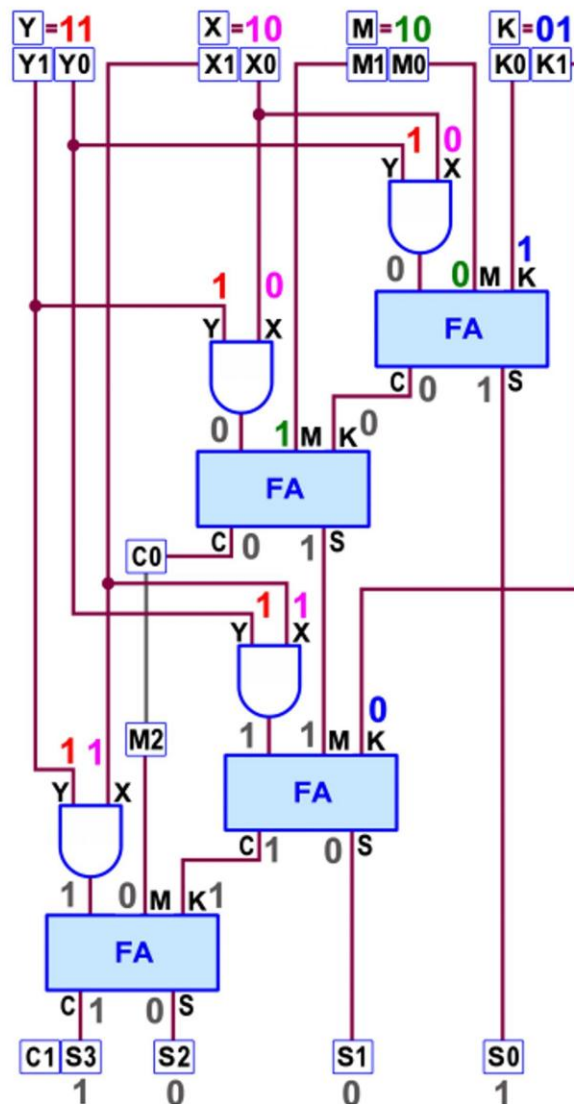 Y =11 X =10 M =10 K =01
Y1 Y0 X1 X0 M1 M0 K0 K1
1 0
Y X
0 0 M 1 K
1 0
Y X
FA
C 0 1 S
0 1 M K 0
FA
C 0 1 S
C0
1 1
Y X
0
1 1 M K
M2
1 1
Y X
FA
C 1 0 S
1 0 M K 1
FA
C 1 0 S
C1 S3 S2 S1 S0
1 0 0 1